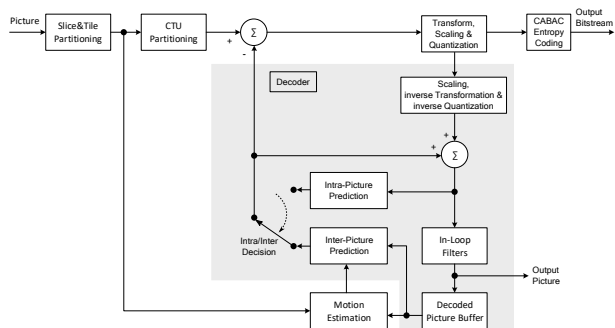 Picture
Slice&Tile
Partitioning
CTU
Partitioning
+
-
Σ
Transform,
Scaling &
Quantization
CABAC
Entropy
Coding
Output
Bitstream
Decoder
Scaling,
inverse Transformation &
inverse Quantization
+
+
Σ
Intra-Picture
Prediction
Intra/Inter
Decision
Inter-Picture
Prediction
In-Loop
Filters
Output
Picture
Motion
Estimation
Decoded
Picture Buffer